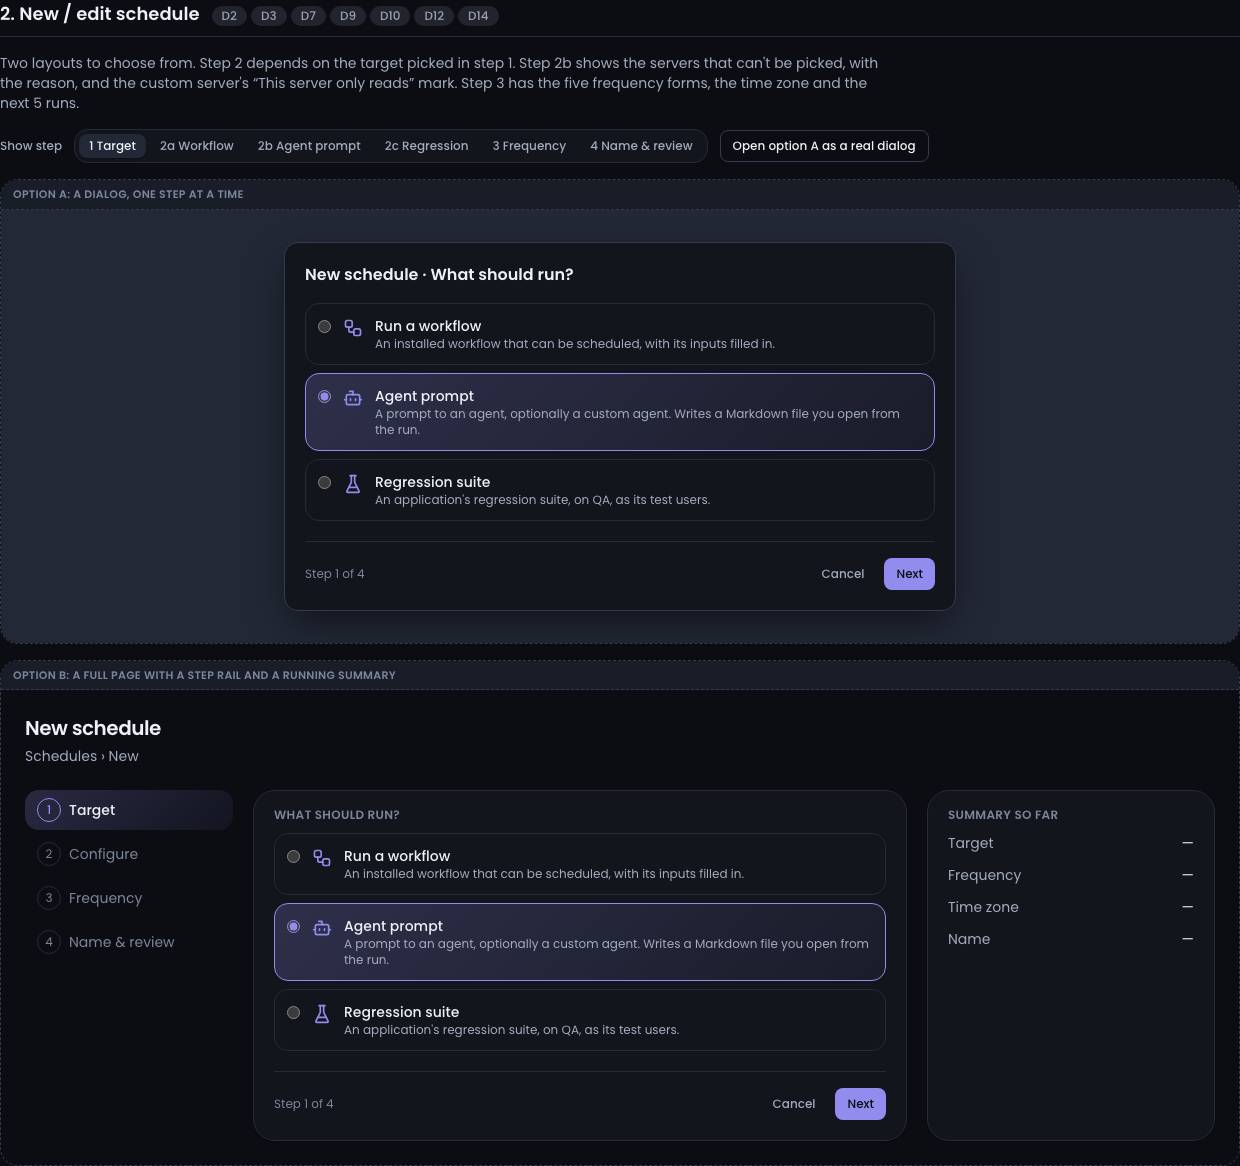 2. New / edit schedule D2 D3 D7 D9 D10 D12 D14
Two layouts to choose from. Step 2 depends on the target picked in step 1. Step 2b shows the servers that can't be picked, with
the reason, and the custom server's “This server only reads” mark. Step 3 has the five frequency forms, the time zone and the
next 5 runs.
Show step 1 Target 2a Workflow 2b Agent prompt 2c Regression 3 Frequency 4 Name & review Open option A as a real dialog
OPTION A: A DIALOG, ONE STEP AT A TIME
New schedule · What should run?
Run a workflow
An installed workflow that can be scheduled, with its inputs filled in.
Agent prompt
A prompt to an agent, optionally a custom agent. Writes a Markdown file you open from
the run.
Regression suite
An application's regression suite, on QA, as its test users.
Step 1 of 4 Cancel Next
OPTION B: A FULL PAGE WITH A STEP RAIL AND A RUNNING SUMMARY
New schedule
Schedules › New
1 Target
2 Configure
3 Frequency
4 Name & review
WHAT SHOULD RUN?
Run a workflow
An installed workflow that can be scheduled, with its inputs filled in.
Agent prompt
A prompt to an agent, optionally a custom agent. Writes a Markdown file you open from
the run.
Regression suite
An application's regression suite, on QA, as its test users.
Step 1 of 4 Cancel Next
SUMMARY SO FAR
Target —
Frequency —
Time zone —
Name —